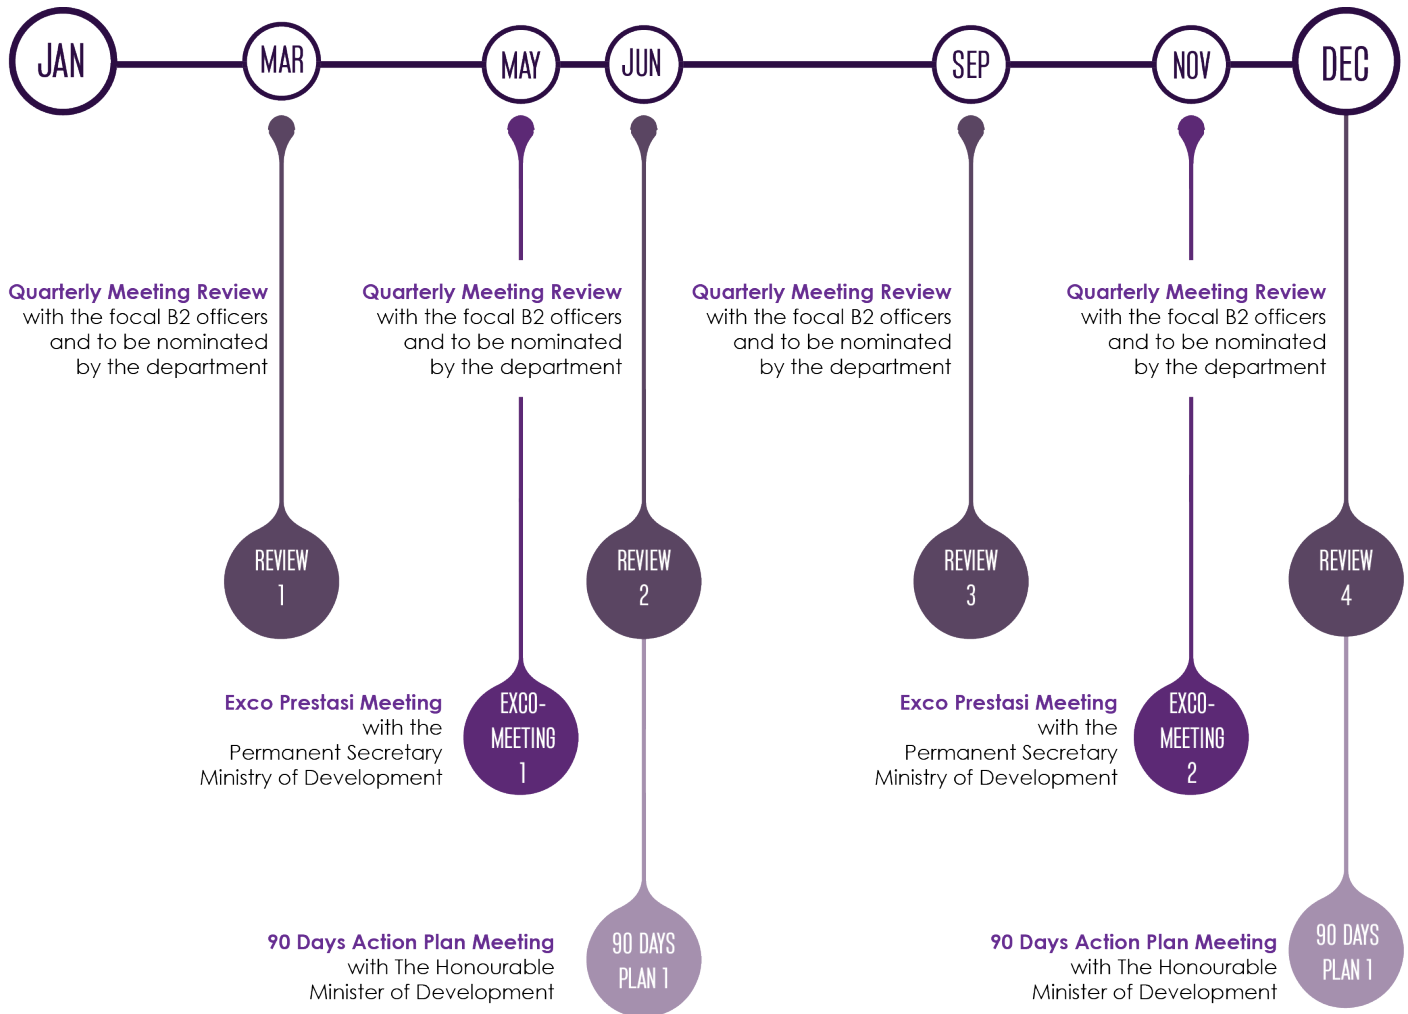 JAN
MAR
MAY
JUN
SEP
NOV
DEC
Quarterly Meeting Review
with the focal B2 officers
and to be nominated
by the department
Quarterly Meeting Review
with the focal B2 officers
and to be nominated
by the department
Quarterly Meeting Review
with the focal B2 officers
and to be nominated
by the department
Quarterly Meeting Review
with the focal B2 officers
and to be nominated
by the department
REVIEW
1
REVIEW
2
REVIEW
3
REVIEW
4
Exco Prestasi Meeting
with the
Permanent Secretary
Ministry of Development
EXCO-
MEETING
1
Exco Prestasi Meeting
with the
Permanent Secretary
Ministry of Development
EXCO-
MEETING
2
90 Days Action Plan Meeting
with The Honourable
Minister of Development
90 DAYS
PLAN 1
90 Days Action Plan Meeting
with The Honourable
Minister of Development
90 DAYS
PLAN 1